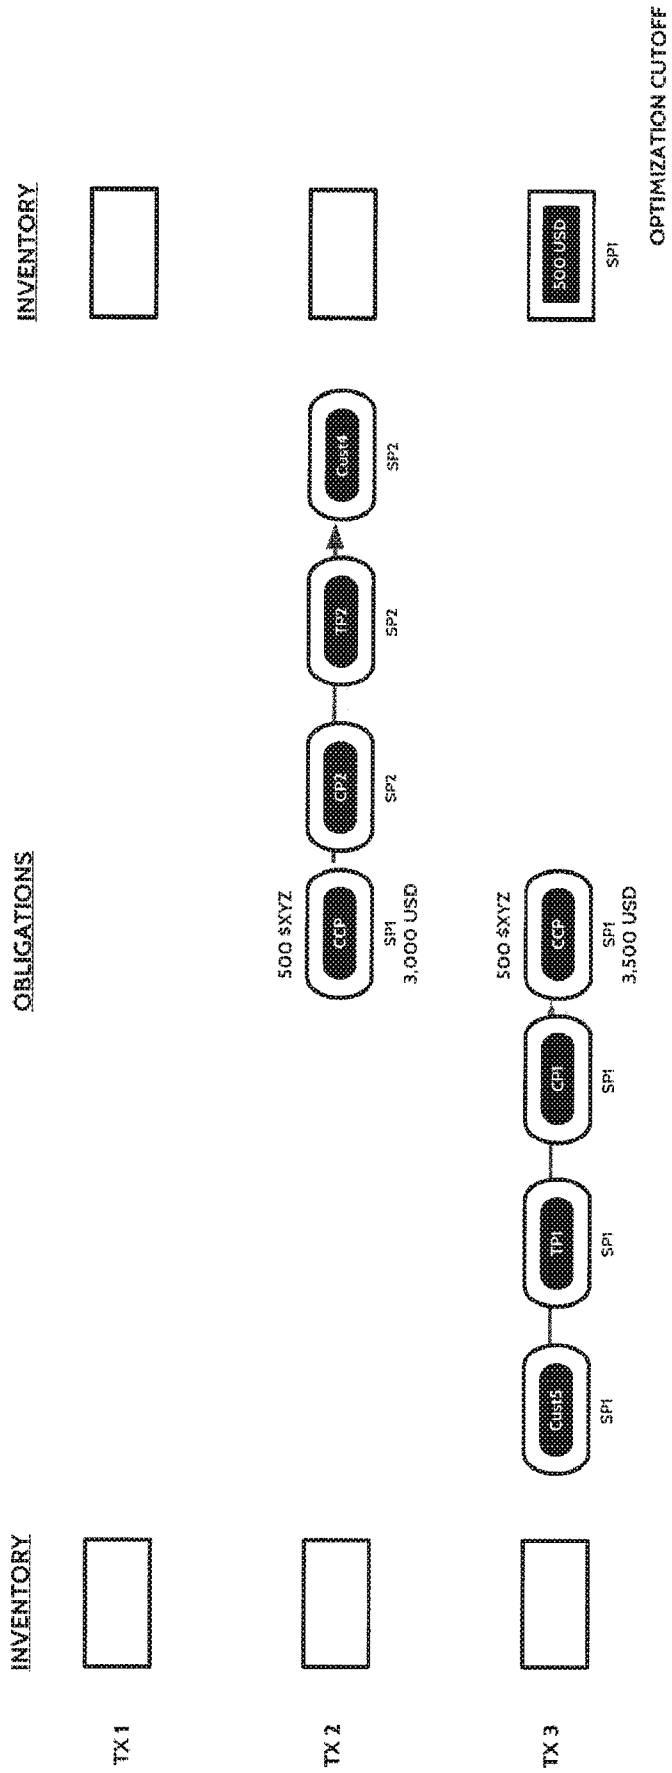 INVENTORY
OBLIGATIONS
INVENTORY
TX 1
TX 2
500 $XYZ
CCP
CP2
TP2
Cust4
SP1
SP2
SP2
SP2
3,000 USD
TX 3
500 $XYZ
Cust5
TP1
CP1
CCP
500 USD
SP1
SP1
SP1
SP1
SP1
3,500 USD
OPTIMIZATION CUTOFF